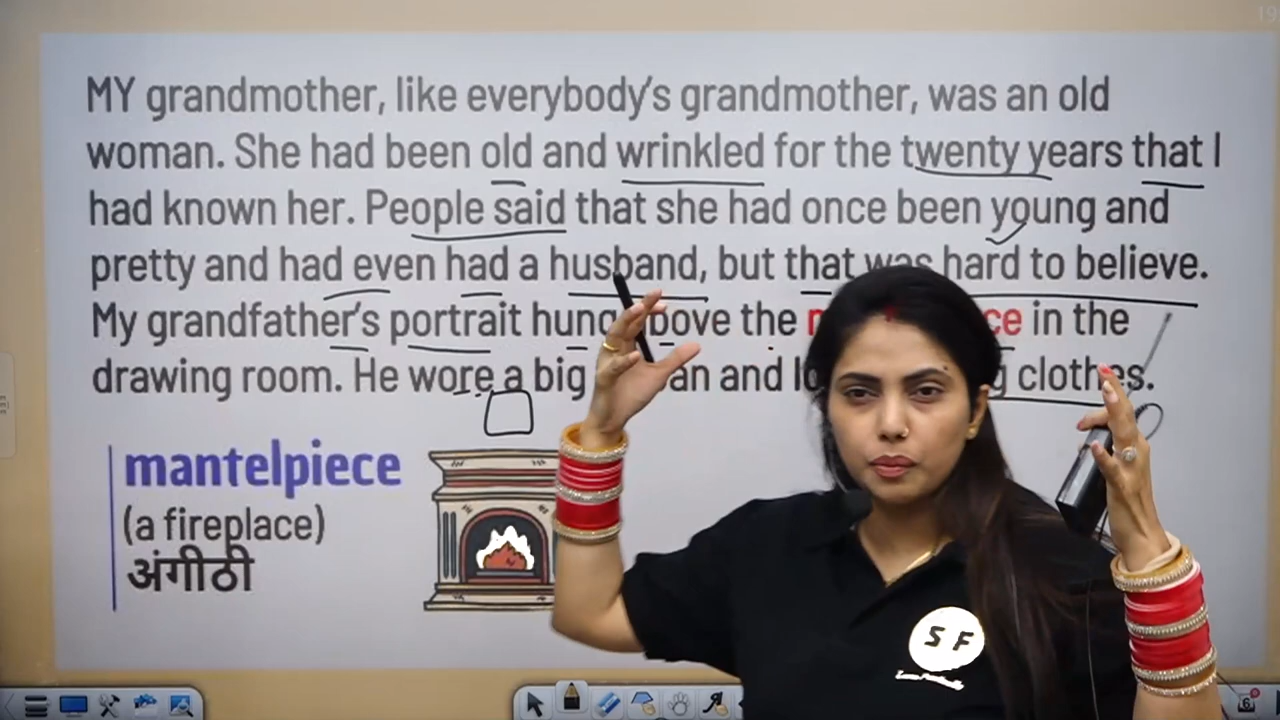 MY grandmother, like everybody's grandmother, was an old
woman. She had been old and wrinkled for the twenty years that I
had known her. People said that she had once been young and
pretty and had even had a husband, but that was hard to believe.
My grandfather's portrait hung above the in the
drawing room. He wore a big and clothes.
mantelpiece
(a fireplace)
अंगीठी
S F